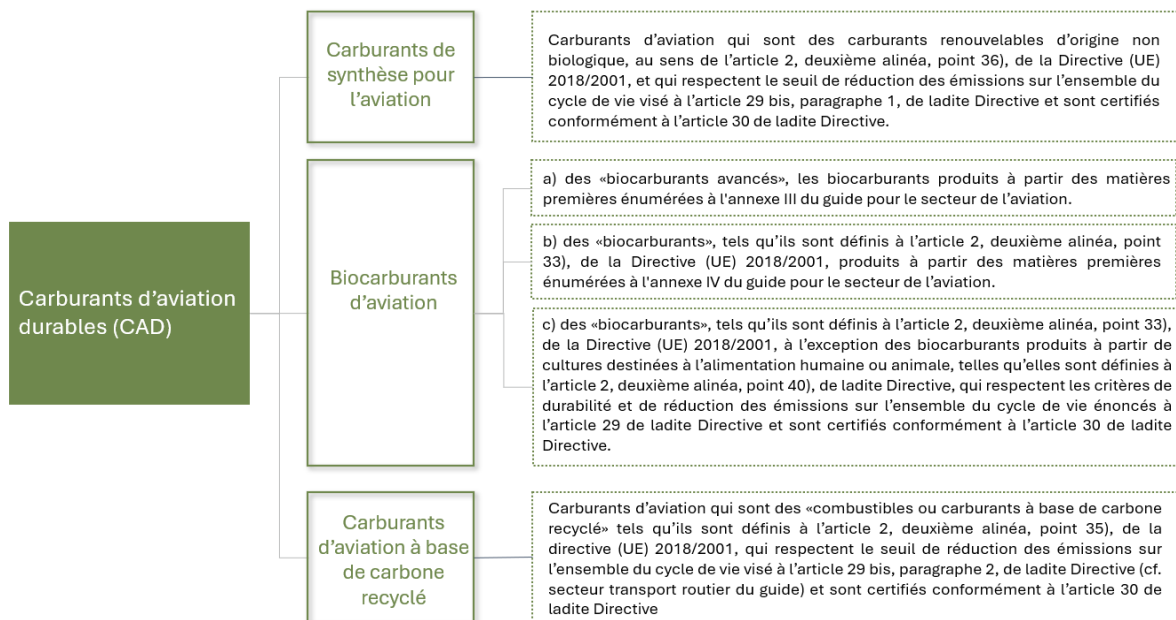 Carburants d’aviation
durables (CAD)
Carburants de
synthèse pour
l’aviation
Carburants d’aviation qui sont des carburants renouvelables d’origine non
biologique, au sens de l’article 2, deuxième alinéa, point 36), de la Directive (UE)
2018/2001, et qui respectent le seuil de réduction des émissions sur l’ensemble du
cycle de vie visé à l’article 29 bis, paragraphe 1, de ladite Directive et sont certifiés
conformément à l’article 30 de ladite Directive.
Biocarburants
d’aviation
a) des «biocarburants avancés», les biocarburants produits à partir des matières
premières énumérées à l'annexe III du guide pour le secteur de l’aviation.
b) des «biocarburants», tels qu’ils sont définis à l’article 2, deuxième alinéa, point
33), de la Directive (UE) 2018/2001, produits à partir des matières premières
énumérées à l'annexe IV du guide pour le secteur de l’aviation.
c) des «biocarburants», tels qu’ils sont définis à l’article 2, deuxième alinéa, point 33),
de la Directive (UE) 2018/2001, à l’exception des biocarburants produits à partir de
cultures destinées à l’alimentation humaine ou animale, telles qu’elles sont définies à
l’article 2, deuxième alinéa, point 40), de ladite Directive, qui respectent les critères de
durabilité et de réduction des émissions sur l’ensemble du cycle de vie énoncés à
l’article 29 de ladite Directive et sont certifiés conformément à l’article 30 de ladite
Directive.
Carburants
d’aviation à base
de carbone
recyclé
Carburants d’aviation qui sont des «combustibles ou carburants à base de carbone
recyclé» tels qu’ils sont définis à l’article 2, deuxième alinéa, point 35), de la
directive (UE) 2018/2001, qui respectent le seuil de réduction des émissions sur
l’ensemble du cycle de vie visé à l’article 29 bis, paragraphe 2, de ladite Directive (cf.
secteur transport routier du guide) et sont certifiés conformément à l’article 30 de
ladite Directive